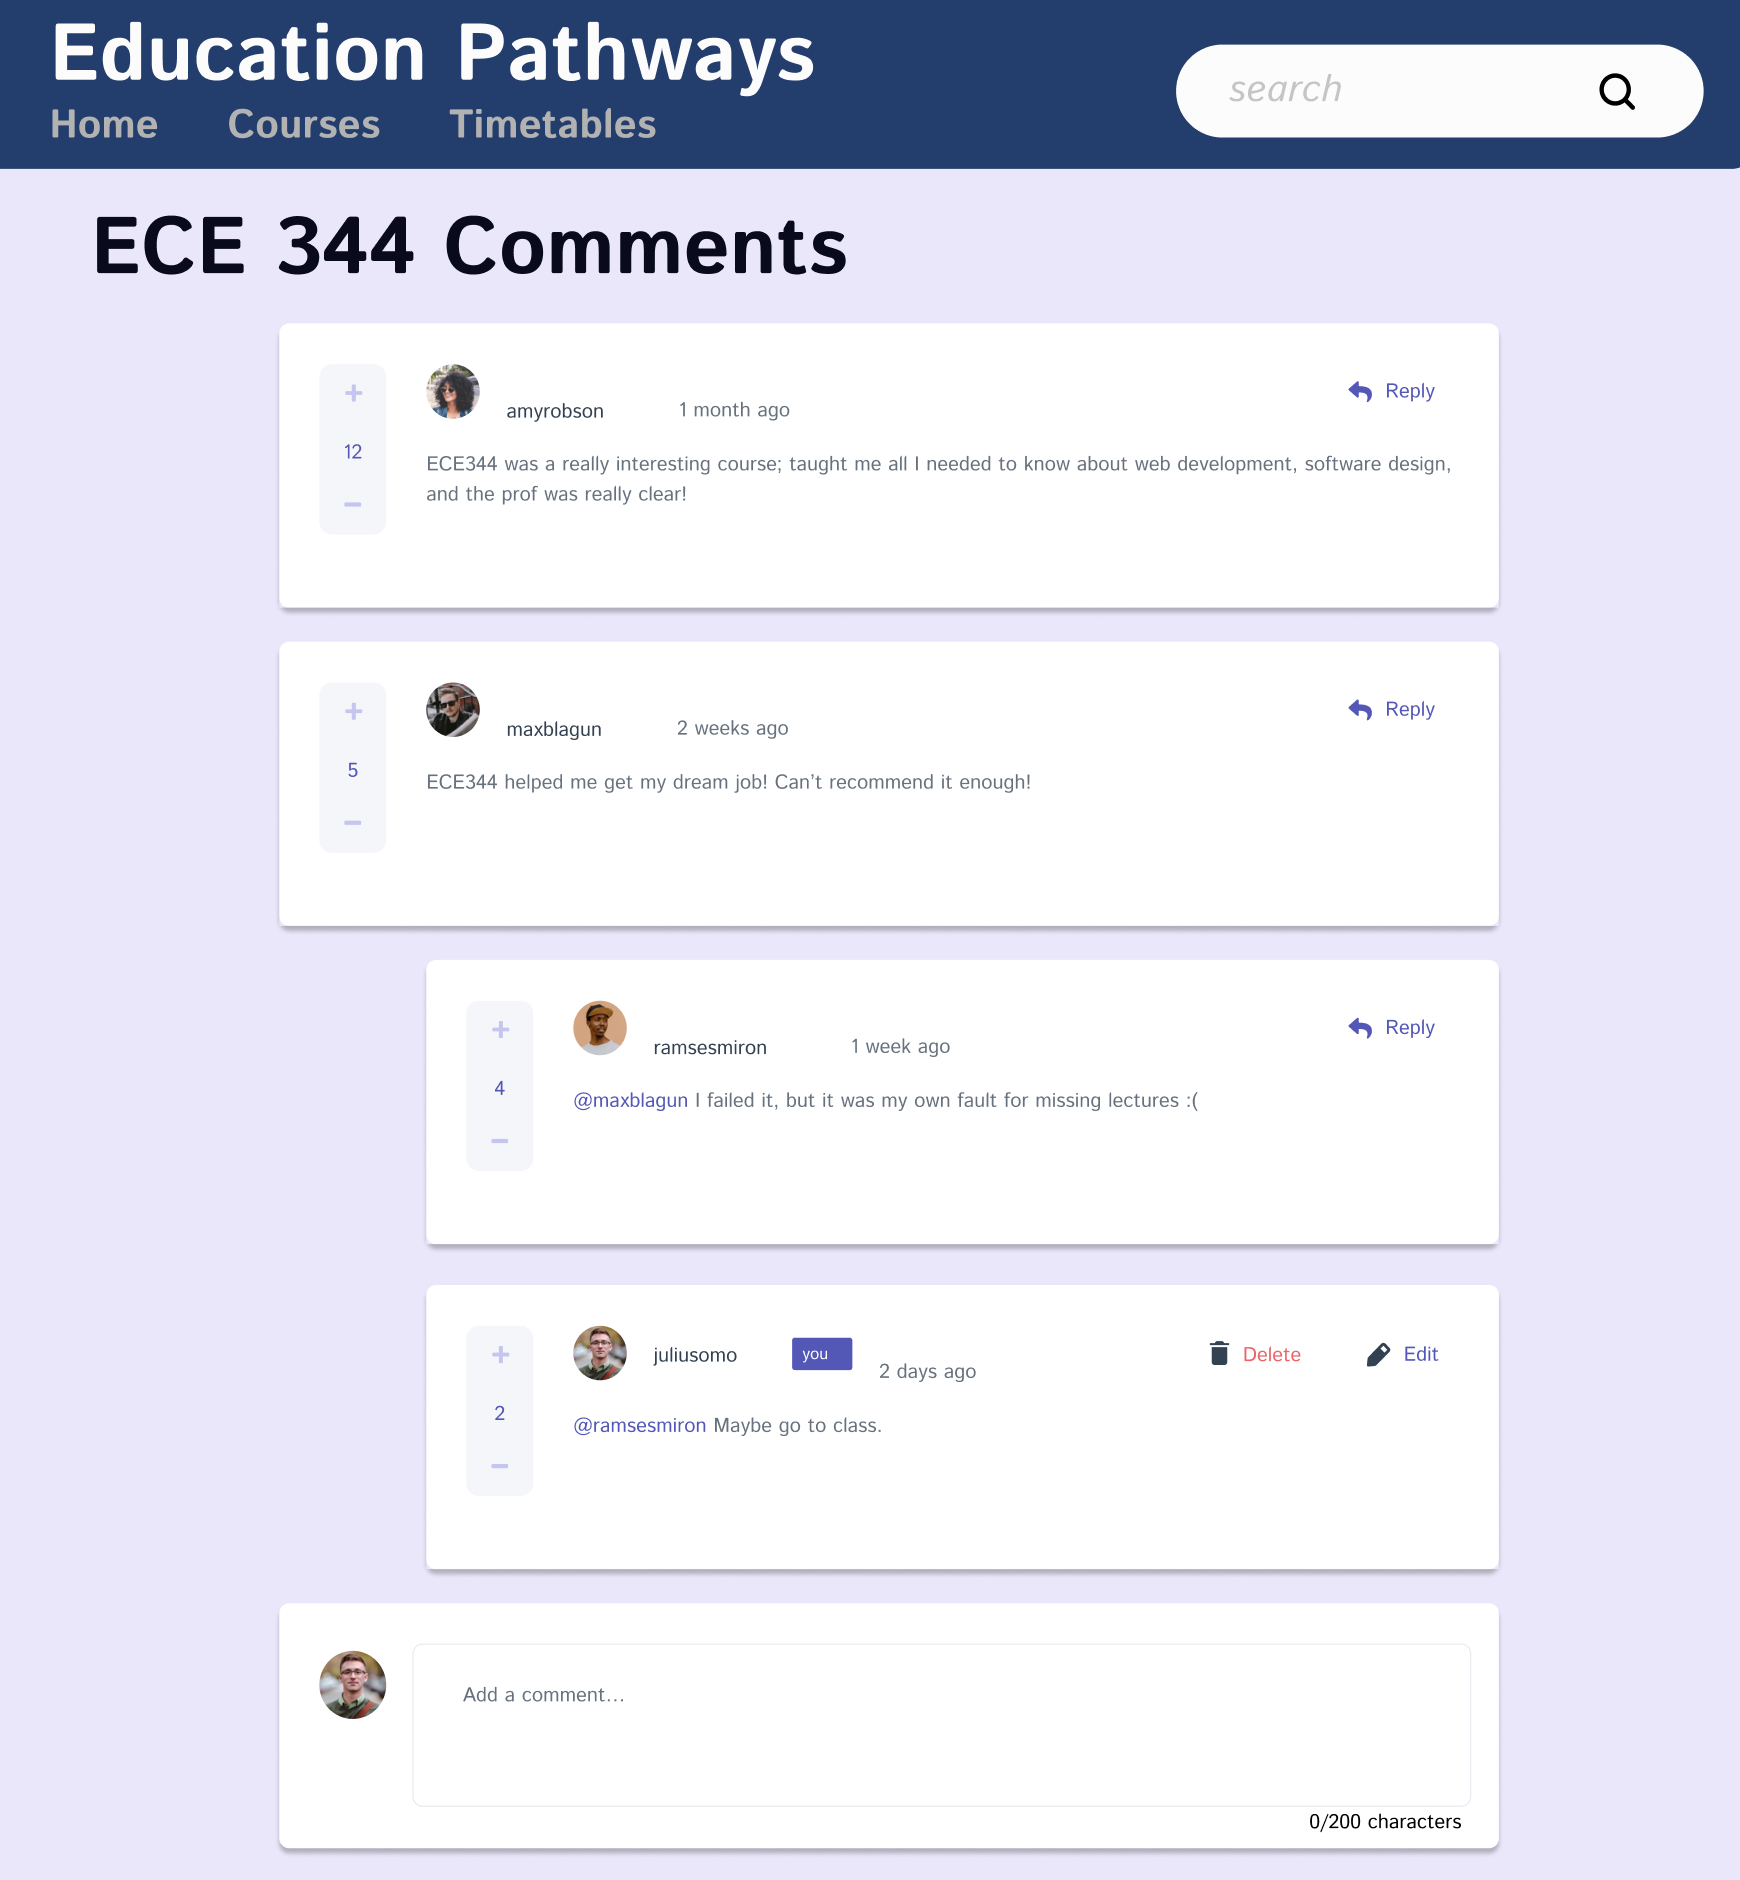 Education Pathways
Home Courses Timetables
search
ECE 344 Comments
+
12
−
amyrobson 1 month ago
Reply
ECE344 was a really interesting course; taught me all I needed to know about web development, software design,
and the prof was really clear!
+
5
−
maxblagun 2 weeks ago
Reply
ECE344 helped me get my dream job! Can’t recommend it enough!
+
4
−
ramsesmiron 1 week ago
Reply
@maxblagun I failed it, but it was my own fault for missing lectures :(
+
2
−
juliusomo you 2 days ago
Delete Edit
@ramsesmiron Maybe go to class.
Add a comment...
0/200 characters